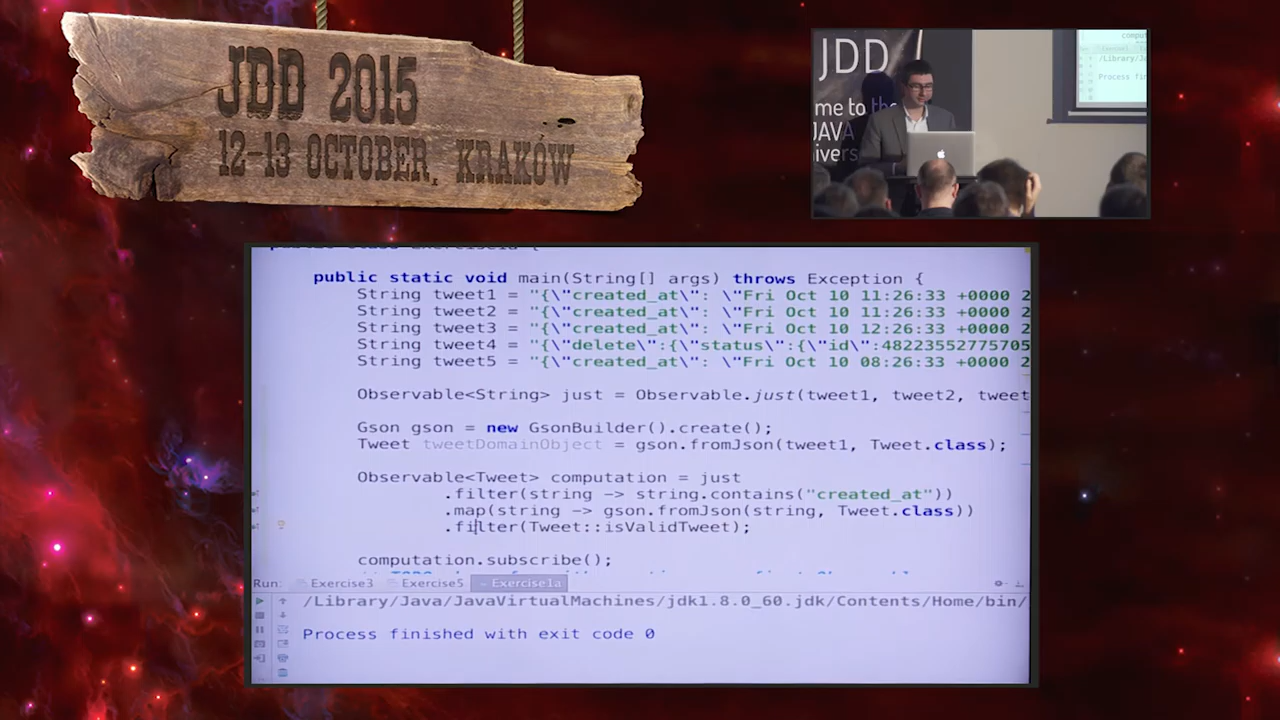 JDD 2015
12-13 OCTOBER, KRAKÓW
JDD
me to the
JAVA
ivers
/Library/J
Process fin
public static void main(String[] args) throws Exception {
String tweet1 = "{\"created_at\": \"Fri Oct 10 11:26:33 +0000 2
String tweet2 = "{\"created_at\": \"Fri Oct 10 11:26:33 +0000 2
String tweet3 = "{\"created_at\": \"Fri Oct 10 12:26:33 +0000 2
String tweet4 = "{\"delete\":{\"status\":{\"id\":48223552775705
String tweet5 = "{\"created_at\": \"Fri Oct 10 08:26:33 +0000 2
Observable<String> just = Observable.just(tweet1, tweet2, tweet
Gson gson = new GsonBuilder().create();
Tweet tweetDomainObject = gson.fromJson(tweet1, Tweet.class);
Observable<Tweet> computation = just
.filter(string -> string.contains("created_at"))
.map(string -> gson.fromJson(string, Tweet.class))
.filter(Tweet::isValidTweet);
computation.subscribe();
Run: Exercise3 Exercise5 Exercise1a
/Library/Java/JavaVirtualMachines/jdk1.8.0_60.jdk/Contents/Home/bin/
Process finished with exit code 0